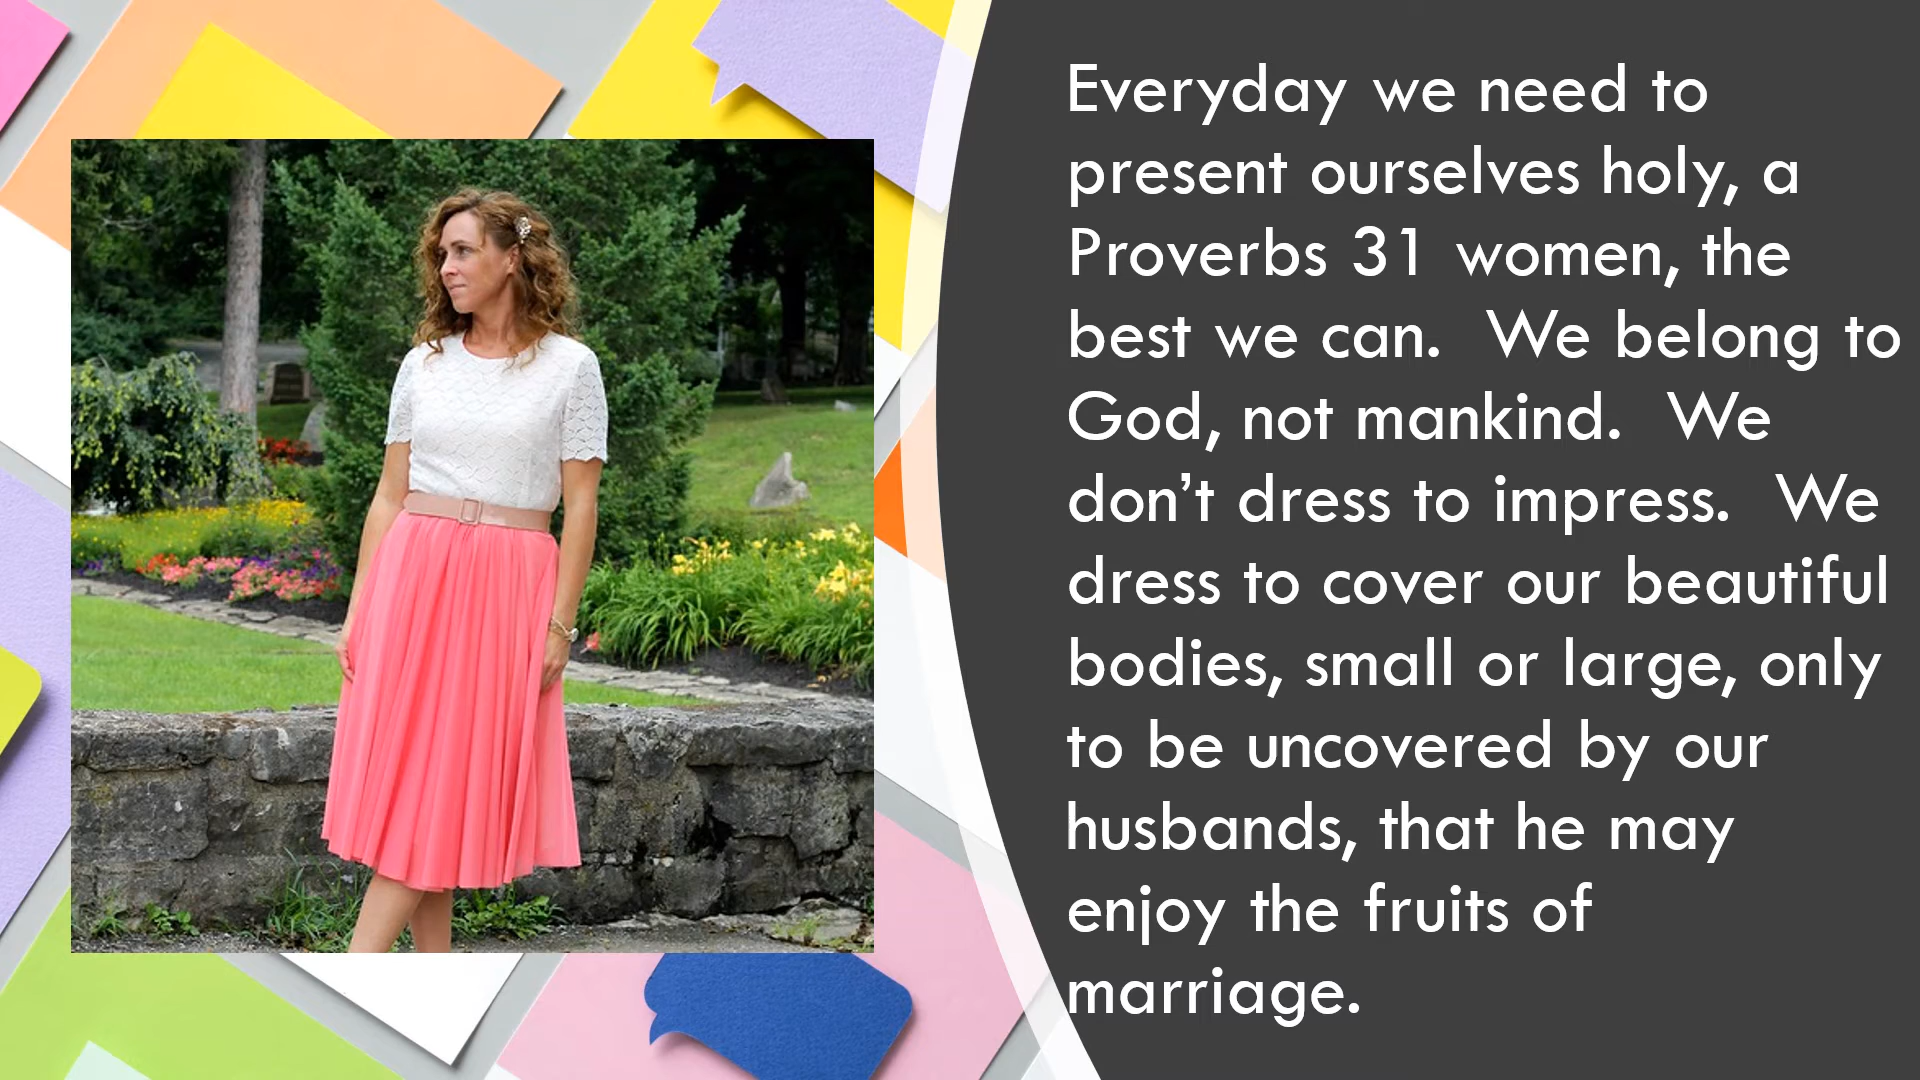 Everyday we need to
present ourselves holy, a
Proverbs 31 women, the
best we can.  We belong to
God, not mankind.  We
don’t dress to impress.  We
dress to cover our beautiful
bodies, small or large, only
to be uncovered by our
husbands, that he may
enjoy the fruits of
marriage.